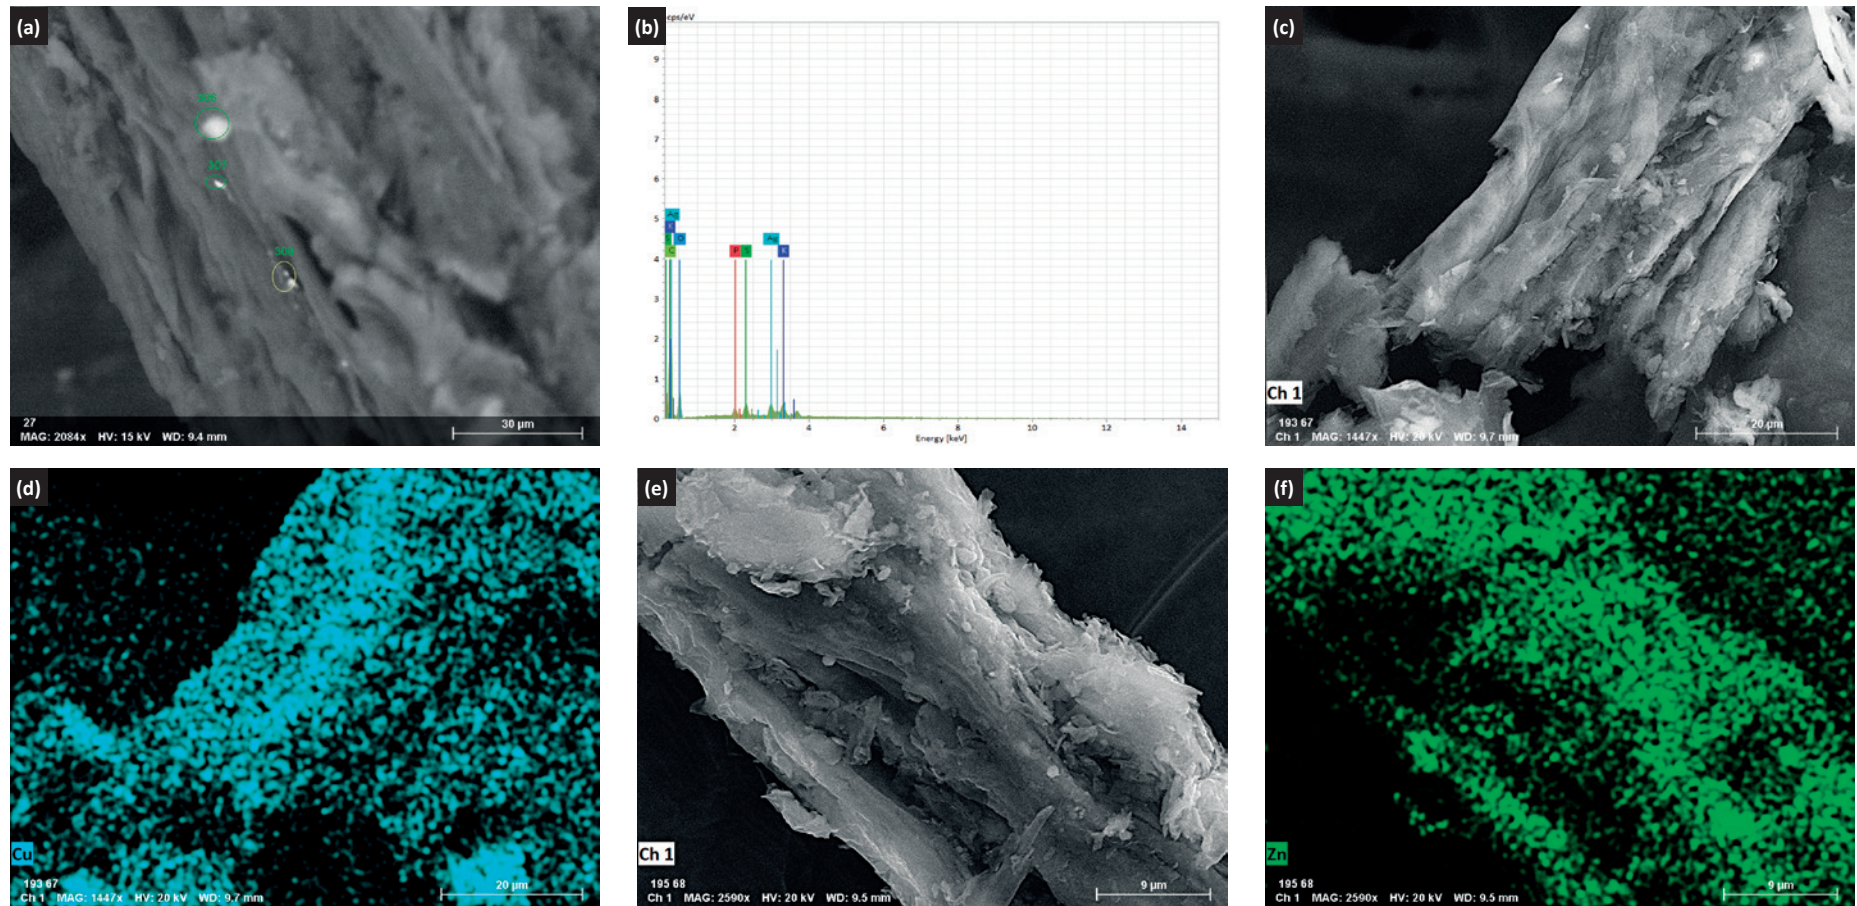 (a)
307
27
MAG: 2084x HV: 15 kV WD: 9.4 mm
30 µm
(b)
cps/eV
9
8
7
6
5
4
3
2
1
0
Ag
K
C
O
P
S
Ag
K
2
4
6
8
10
12
14
Energy [keV]
(c)
Ch 1
193 67
Ch 1 MAG: 1447x HV: 20 kV WD: 9.7 mm
20 µm
(d)
Cu
193 67
Ch 1 MAG: 1447x HV: 20 kV WD: 9.7 mm
20 µm
(e)
Ch 1
195 68
Ch 1 MAG: 2590x HV: 20 kV WD: 9.5 mm
9 µm
(f)
Zn
195 68
Ch 1 MAG: 2590x HV: 20 kV WD: 9.5 mm
9 µm